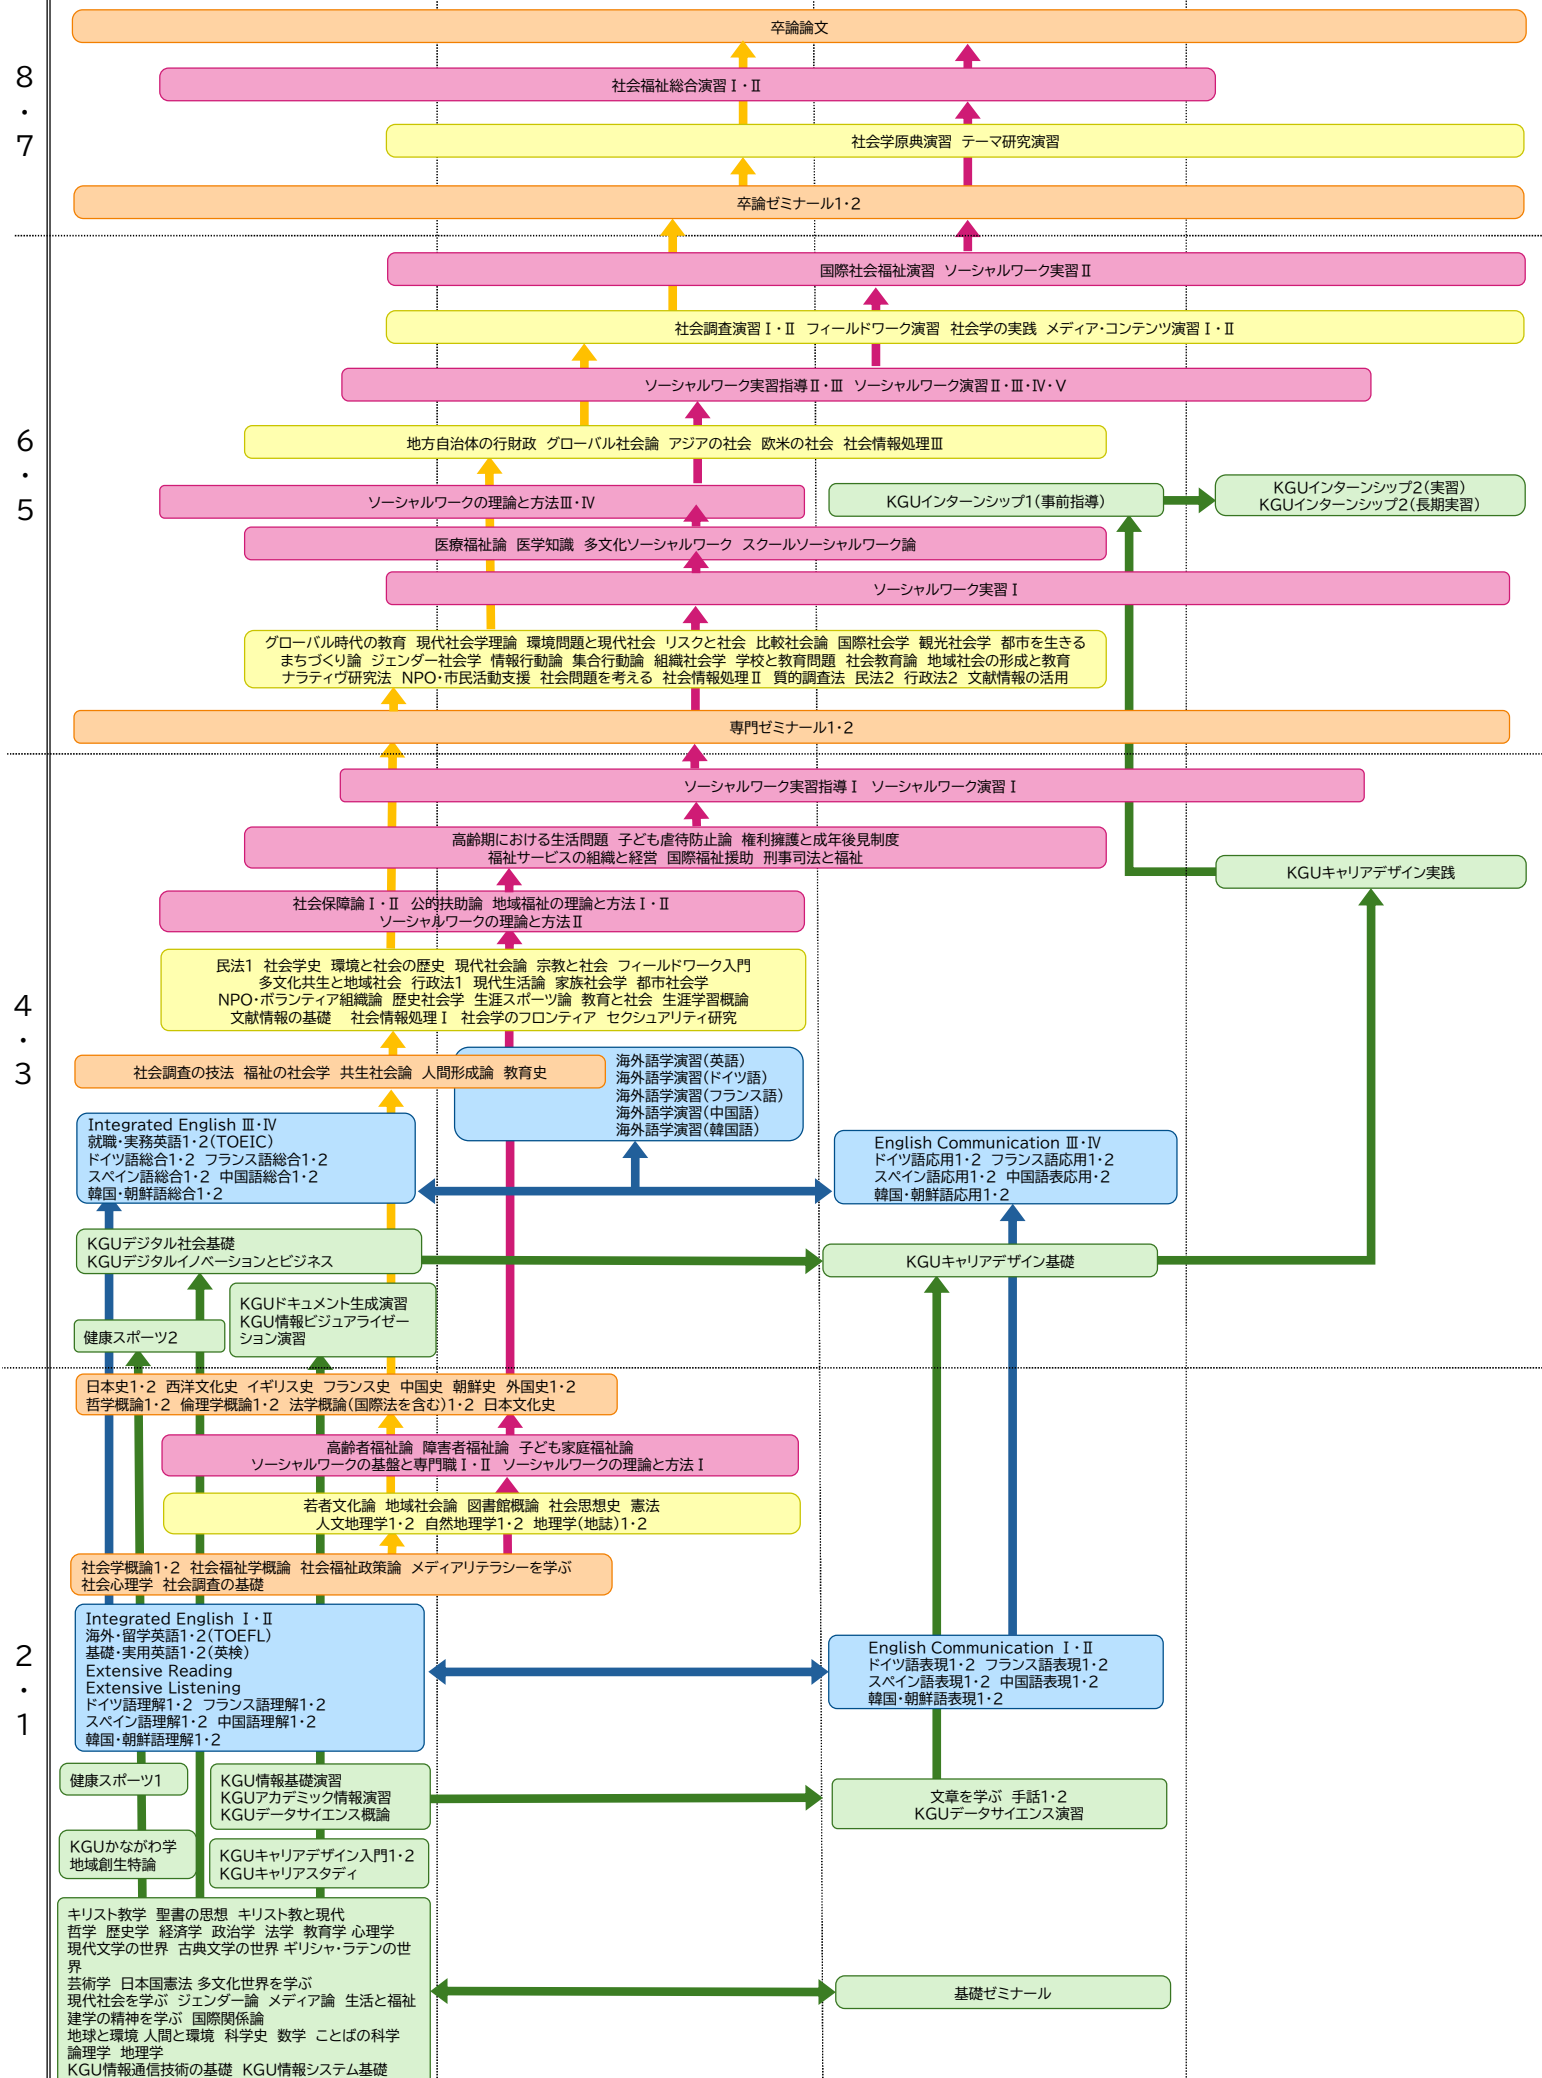 卒論論文
8・7
社会福祉総合演習Ⅰ・Ⅱ
社会学原典演習 テーマ研究演習
卒論ゼミナール1・2
国際社会福祉演習 ソーシャルワーク実習Ⅱ
社会調査演習Ⅰ・Ⅱ フィールドワーク演習 社会学の実践 メディア・コンテンツ演習Ⅰ・Ⅱ
ソーシャルワーク実習指導Ⅱ・Ⅲ ソーシャルワーク演習Ⅱ・Ⅲ・Ⅳ・Ⅴ
6・5
地方自治体の行財政 グローバル社会論 アジアの社会 欧米の社会 社会情報処理Ⅲ
ソーシャルワークの理論と方法Ⅲ・Ⅳ
KGUインターンシップ1(事前指導)
KGUインターンシップ2(実習)
KGUインターンシップ2(長期実習)
医療福祉論 医学知識 多文化ソーシャルワーク スクールソーシャルワーク論
ソーシャルワーク実習Ⅰ
グローバル時代の教育 現代社会学理論 環境問題と現代社会 リスクと社会 比較社会論 国際社会学 観光社会学 都市を生きる
まちづくり論 ジェンダー社会学 情報行動論 集合行動論 組織社会学 学校と教育問題 社会教育論 地域社会の形成と教育
ナラティヴ研究法 NPO・市民活動支援 社会問題を考える 社会情報処理Ⅱ 質的調査法 民法2 行政法2 文献情報の活用
専門ゼミナール1・2
ソーシャルワーク実習指導Ⅰ ソーシャルワーク演習Ⅰ
高齢期における生活問題 子ども虐待防止論 権利擁護と成年後見制度
福祉サービスの組織と経営 国際福祉援助 刑事司法と福祉
KGUキャリアデザイン実践
社会保障論Ⅰ・Ⅱ 公的扶助論 地域福祉の理論と方法Ⅰ・Ⅱ
ソーシャルワークの理論と方法Ⅱ
4・3
民法1 社会学史 環境と社会の歴史 現代社会論 宗教と社会 フィールドワーク入門
多文化共生と地域社会 行政法1 現代生活論 家族社会学 都市社会学
NPO・ボランティア組織論 歴史社会学 生涯スポーツ論 教育と社会 生涯学習概論
文献情報の基礎 社会情報処理Ⅰ 社会学のフロンティア セクシュアリティ研究
社会調査の技法 福祉の社会学 共生社会論 人間形成論 教育史
海外語学演習(英語)
海外語学演習(ドイツ語)
海外語学演習(フランス語)
海外語学演習(中国語)
海外語学演習(韓国語)
Integrated English Ⅲ・Ⅳ
就職・実務英語1・2(TOEIC)
ドイツ語総合1・2 フランス語総合1・2
スペイン語総合1・2 中国語総合1・2
韓国・朝鮮語総合1・2
English Communication Ⅲ・Ⅳ
ドイツ語応用1・2 フランス語応用1・2
スペイン語応用1・2 中国語表応用・2
韓国・朝鮮語応用1・2
KGUデジタル社会基礎
KGUデジタルイノベーションとビジネス
KGUキャリアデザイン基礎
KGUドキュメント生成演習
KGU情報ビジュアライゼー
ション演習
健康スポーツ2
日本史1・2 西洋文化史 イギリス史 フランス史 中国史 朝鮮史 外国史1・2
哲学概論1・2 倫理学概論1・2 法学概論(国際法を含む)1・2 日本文化史
高齢者福祉論 障害者福祉論 子ども家庭福祉論
ソーシャルワークの基盤と専門職Ⅰ・Ⅱ ソーシャルワークの理論と方法Ⅰ
若者文化論 地域社会論 図書館概論 社会思想史 憲法
人文地理学1・2 自然地理学1・2 地理学(地誌)1・2
社会学概論1・2 社会福祉学概論 社会福祉政策論 メディアリテラシーを学ぶ
社会心理学 社会調査の基礎
2・1
Integrated English Ⅰ・Ⅱ
海外・留学英語1・2(TOEFL)
基礎・実用英語1・2(英検)
Extensive Reading
Extensive Listening
ドイツ語理解1・2 フランス語理解1・2
スペイン語理解1・2 中国語理解1・2
韓国・朝鮮語理解1・2
English Communication Ⅰ・Ⅱ
ドイツ語表現1・2 フランス語表現1・2
スペイン語表現1・2 中国語表現1・2
韓国・朝鮮語表現1・2
健康スポーツ1
KGU情報基礎演習
KGUアカデミック情報演習
KGUデータサイエンス概論
文章を学ぶ 手話1・2
KGUデータサイエンス演習
KGUかながわ学
地域創生特論
KGUキャリアデザイン入門1・2
KGUキャリアスタディ
キリスト教学 聖書の思想 キリスト教と現代
哲学 歴史学 経済学 政治学 法学 教育学 心理学
現代文学の世界 古典文学の世界 ギリシャ・ラテンの世
界
芸術学 日本国憲法 多文化世界を学ぶ
現代社会を学ぶ ジェンダー論 メディア論 生活と福祉
建学の精神を学ぶ 国際関係論
地球と環境 人間と環境 科学史 数学 ことばの科学
論理学 地理学
KGU情報通信技術の基礎 KGU情報システム基礎
基礎ゼミナール